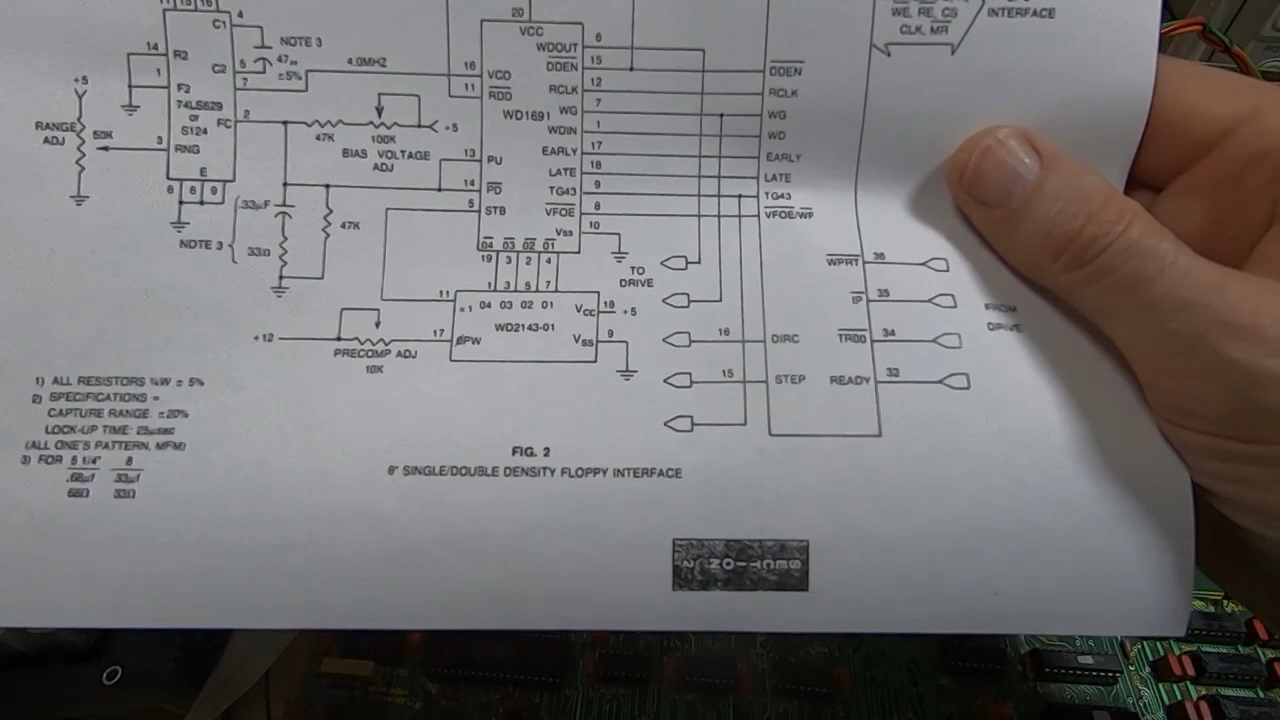 WE, RE, CS
INTERFACE
CLK, MR
20
VCC
C1
4
NOTE 3
47
±5%
C2
5
7
4.0MHZ
14
R2
1
F2
74LS629
or
S124
FC
2
+5
RANGE
ADJ
50K
3
RNG
E
8
6
9
47K
100K
+5
BIAS VOLTAGE
ADJ
.33µF
33Ω
NOTE 3
47K
16
VCO
11
RDD
WD1691
13
PU
14
PD
5
STB
WDOUT
6
DDEN
15
RCLK
12
WG
7
WDIN
1
EARLY
17
LATE
18
TG43
9
VFOE
8
Vss
10
04 03 02 01
19 3 2 4
1 3 5 7
DDEN
RCLK
WG
WD
EARLY
LATE
TG43
VFOE/WF
TO
DRIVE
11
04 03 02 01
WD2143-01
VCC
18
+5
VSS
9
+12
17
ØPW
PRECOMP ADJ
10K
16
DIRC
15
STEP
WPRT
36
IP
35
TROO
34
READY
32
FROM
DRIVE
1) ALL RESISTORS ¼W ± 5%
2) SPECIFICATIONS =
CAPTURE RANGE: ±20%
LOCK-UP TIME: 25µsec
(ALL ONE'S PATTERN, MFM)
3) FOR 5 1/4" 8
.68µf .33µf
68Ω 33Ω
FIG. 2
8" SINGLE/DOUBLE DENSITY FLOPPY INTERFACE
SECTION 2